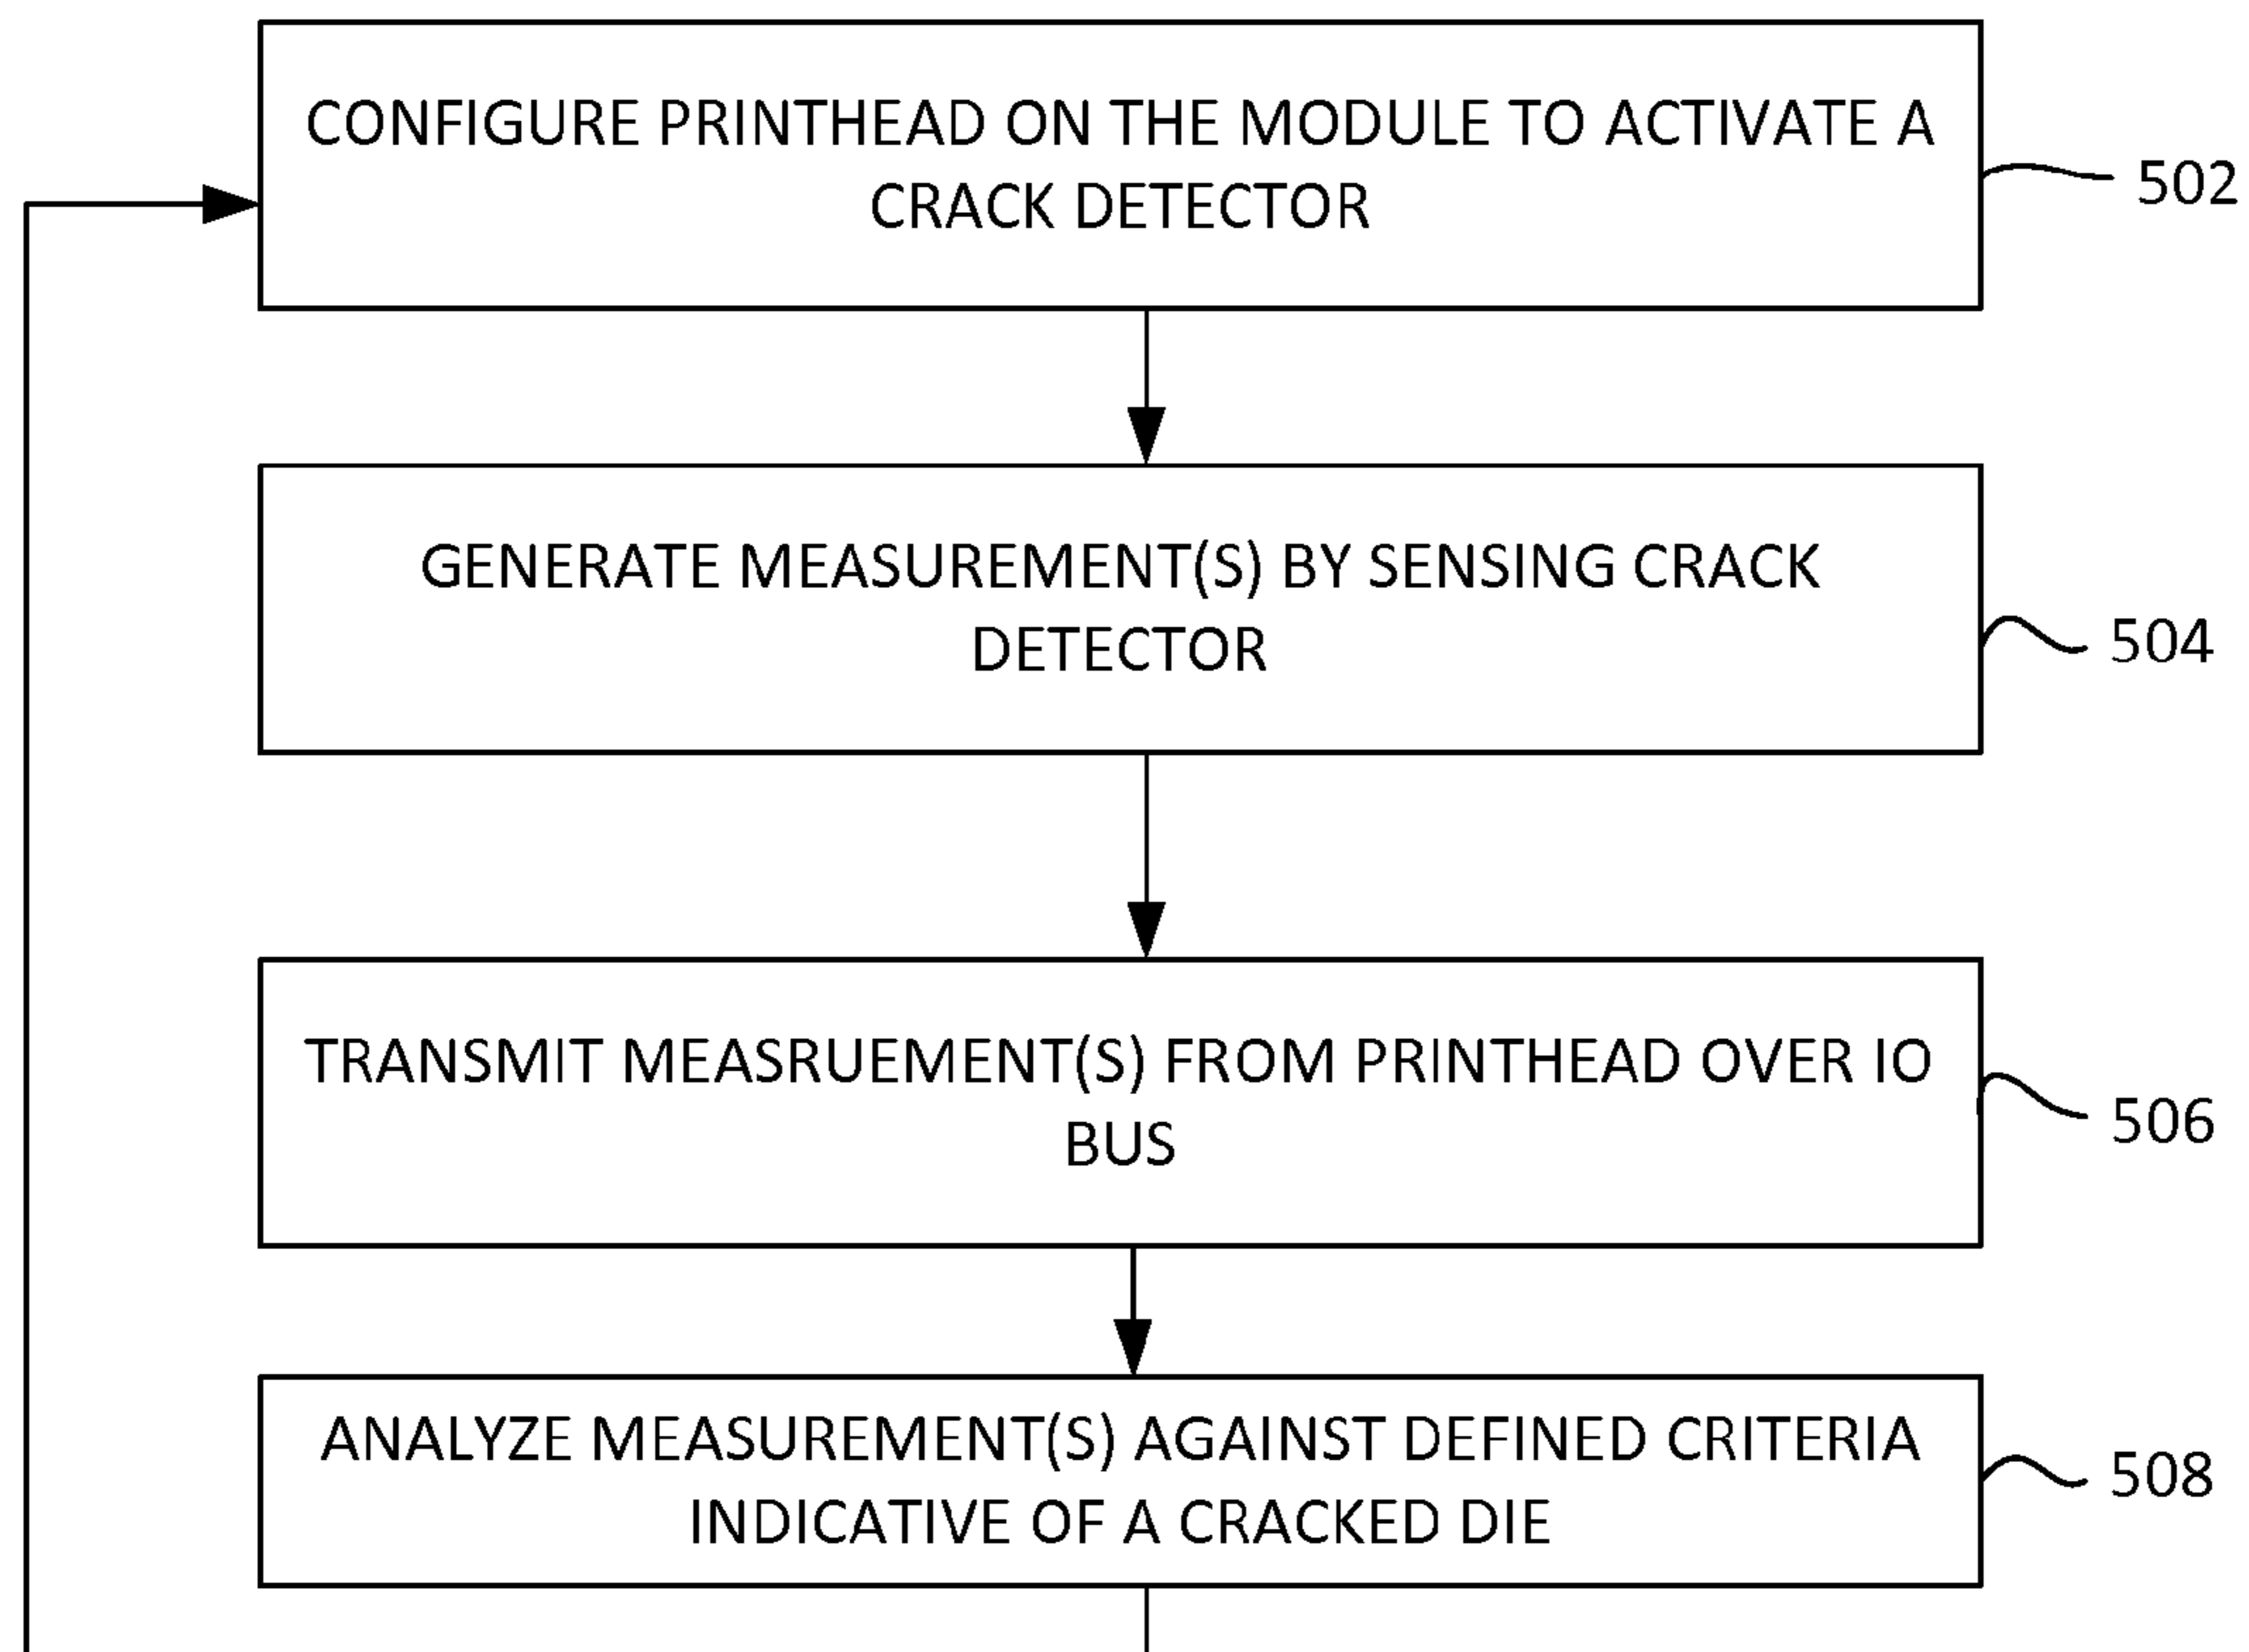 CONFIGURE PRINTHEAD ON THE MODULE TO ACTIVATE A
CRACK DETECTOR
502
GENERATE MEASUREMENT(S) BY SENSING CRACK
DETECTOR
504
TRANSMIT MEASRUEMENT(S) FROM PRINTHEAD OVER IO
BUS
506
ANALYZE MEASUREMENT(S) AGAINST DEFINED CRITERIA
INDICATIVE OF A CRACKED DIE
508